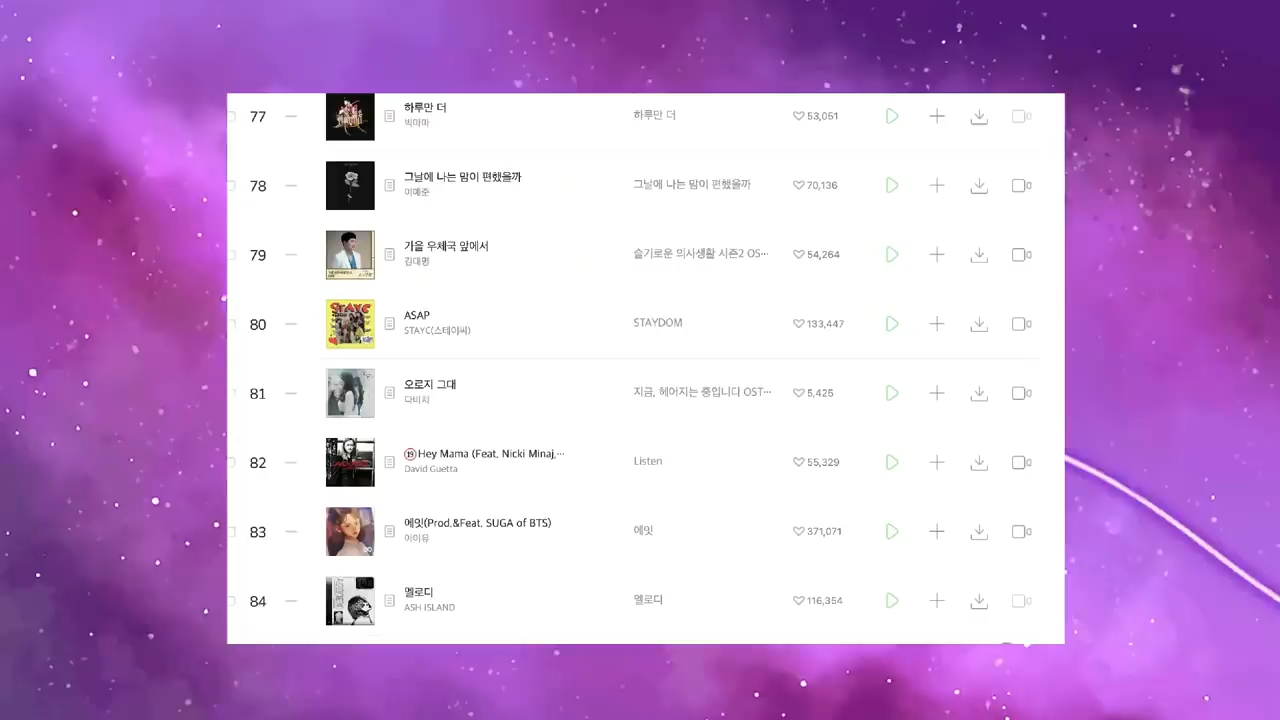 77 하루만 더 하루만 더 53,051
빅마마
78 그날에 나는 맘이 편했을까 그날에 나는 맘이 편했을까 70,136
이예준
79 가을 우체국 앞에서 슬기로운 의사생활 시즌2 OS··· 54,264
김대명
80 ASAP STAYDOM 133,447
STAYC(스테이씨)
81 오로지 그대 지금, 헤어지는 중입니다 OST··· 5,425
다비치
82 19 Hey Mama (Feat. Nicki Minaj,··· Listen 55,329
David Guetta
83 에잇(Prod.&Feat. SUGA of BTS) 에잇 371,071
아이유
84 멜로디 멜로디 116,354
ASH ISLAND